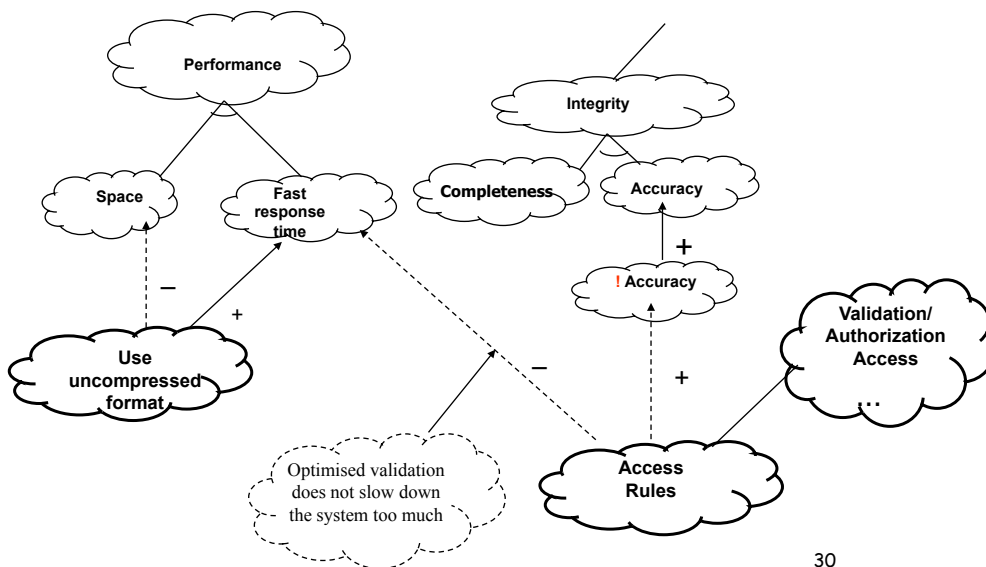 Performance
Integrity
Space
Fast
response
time
Completeness
Accuracy
+
! Accuracy
–
+
Validation/
Authorization
Access
...
Use
uncompressed
format
–
+
Optimised validation
does not slow down
the system too much
Access
Rules
30